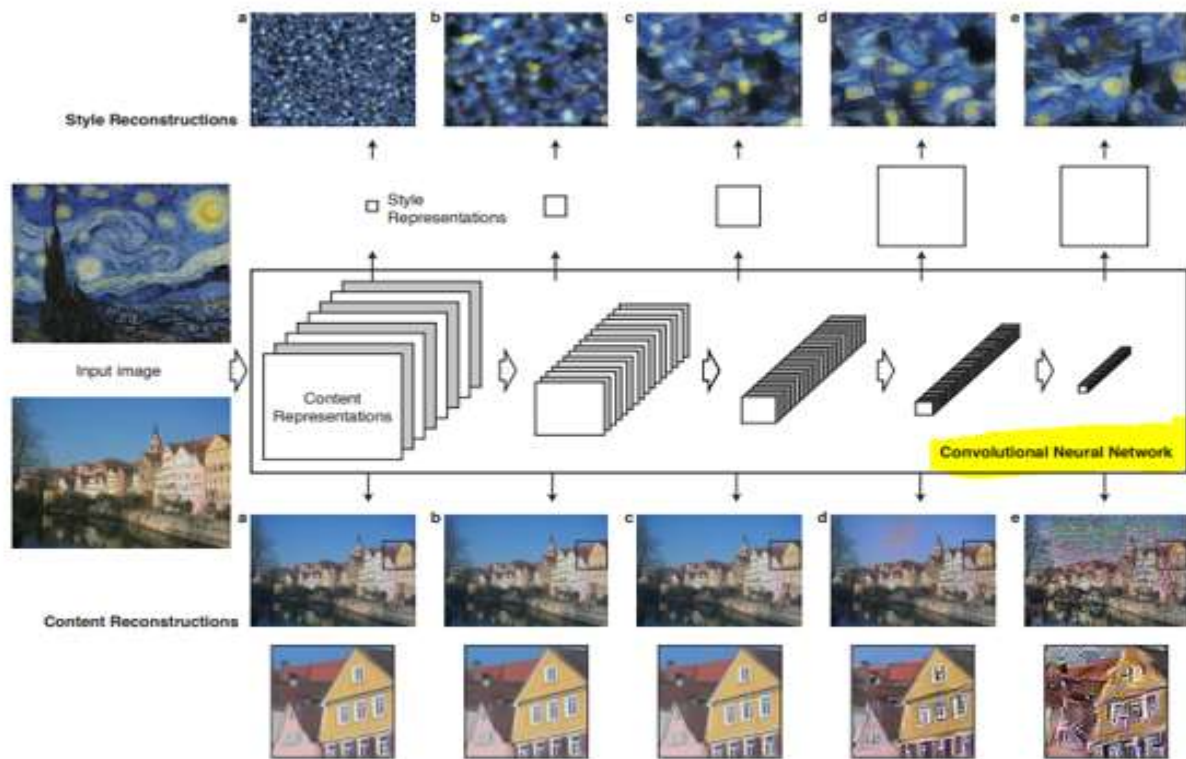 a b c d e
Style Reconstructions
Style
Representations
Input image
Content
Representations
Convolutional Neural Network
a b c d e
Content Reconstructions